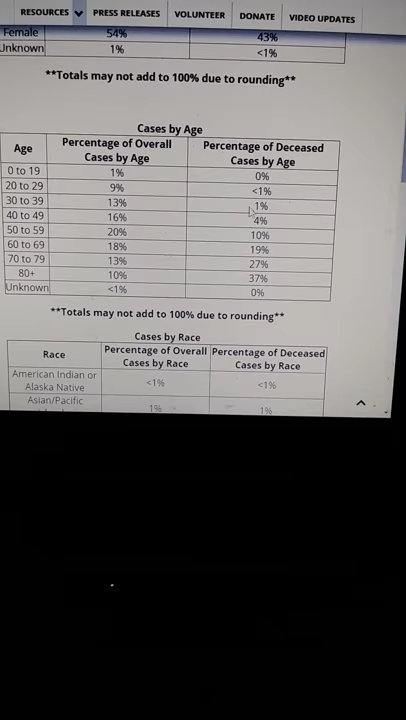 RESOURCES PRESS RELEASES VOLUNTEER DONATE VIDEO UPDATES
Female 54% 43%
Unknown 1% <1%
**Totals may not add to 100% due to rounding**
Cases by Age
Age Percentage of Overall Cases by Age Percentage of Deceased Cases by Age
0 to 19 1% 0%
20 to 29 9% <1%
30 to 39 13% 1%
40 to 49 16% 4%
50 to 59 20% 10%
60 to 69 18% 19%
70 to 79 13% 27%
80+ 10% 37%
Unknown <1% 0%
**Totals may not add to 100% due to rounding**
Cases by Race
Race Percentage of Overall Cases by Race Percentage of Deceased Cases by Race
American Indian or Alaska Native <1% <1%
Asian/Pacific 1% 1%